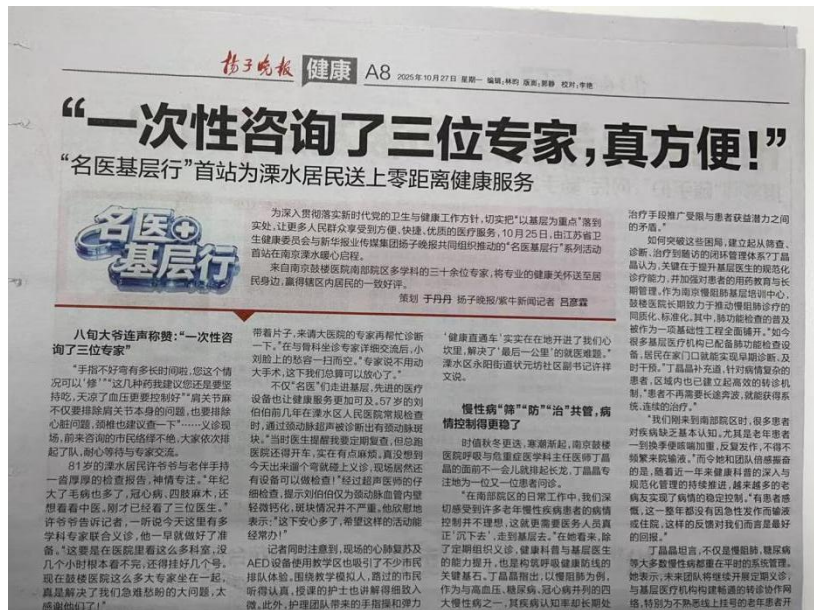 扬子晚报 健康 A8 2025年10月27日 星期一 编辑:林昀 版面:郭静 校对:李艳
“一次性咨询了三位专家,真方便!”
“名医基层行”首站为溧水居民送上零距离健康服务
名医
基层行
为深入贯彻落实新时代党的卫生与健康工作方针,切实把“以基层为重点”落到
实处,让更多人民群众享受到方便、快捷、优质的医疗服务,10月25日,由江苏省卫
生健康委员会与新华报业传媒集团扬子晚报共同组织推动的“名医基层行”系列活动
首站在南京溧水暖心启程。
来自南京鼓楼医院南部院区多学科的三十余位专家,将专业的健康关怀送至居
民身边,赢得辖区内居民的一致好评。
策划 于丹丹 扬子晚报/紫牛新闻记者 吕彦霖
八旬大爷连声称赞:“一次性咨
询了三位专家”
“手指不好弯有多长时间啦,您这个情
况可以‘修’”“这几种药我建议您还是要坚
持吃,天凉了血压更要控制好”“肩关节麻
不仅要排除肩关节本身的问题,也要排除
心脏问题,颈椎也建议查一下”……义诊现
场,前来咨询的市民络绎不绝,大家依次排
起了队,耐心等待与专家交流。
81岁的溧水居民许爷爷与老伴手持
一沓厚厚的检查报告,神情专注。“年纪
大了毛病也多了,冠心病、四肢麻木,还
想看看中医。刚才已经看了三位医生。”
许爷爷告诉记者,一听说今天这里有多
学科专家联合义诊,他一早就做好了准
备。“这要是在医院里看这么多科室,没
几个小时根本看不完,还得挂好几个号。
现在鼓楼医院这么多大专家坐在一起,
真是解决了我们急难愁盼的大问题,太
感谢他们了!”
带着片子,来请大医院的专家再帮忙诊断
一下。”在与骨科坐诊专家详细交流后,小
刘脸上的愁容一扫而空。“专家说不用动
大手术,这下我们总算可以放心了。”
不仅“名医”们走进基层,先进的医疗
设备也让健康服务更加可及。57岁的刘
伯伯前几年在溧水区人民医院常规检查
时,通过颈动脉超声被诊断出有颈动脉斑
块。“当时医生提醒我要定期复查,但总跑
医院还得开车,实在有点麻烦,真没想到
今天出来遛个弯就碰上义诊,现场居然还
有设备可以做检查!”经过超声医师的仔
细检查,提示刘伯伯仅为颈动脉血管内壁
轻微钙化,斑块情况并不严重。他欣慰地
表示:“这下安心多了,希望这样的活动能
经常办!”
记者同时注意到,现场的心肺复苏及
AED设备使用教学区也吸引了不少市民
排队体验。围绕教学模拟人,路过的市民
听得认真,授课的护士也讲解得细致入
微。此外,护理团队带来的手指操和弹力
‘健康直通车’实实在在地开进了我们心
坎里,解决了‘最后一公里’的就医难题。”
溧水区永阳街道状元坊社区副书记许祥
文说。
慢性病“筛”“防”“治”共管,病
情控制得更稳了
时值秋冬更迭,寒潮渐起,南京鼓楼
医院呼吸与危重症医学科主任医师丁晶
晶的面前不一会儿就排起长龙,丁晶晶专
注地为一位又一位患者问诊。
“在南部院区的日常工作中,我们深
切感受到许多老年慢性疾病患者的病情
控制并不理想,这就更需要医务人员真
正‘沉下去’,走到基层去。”在她看来,除
了定期组织义诊,健康科普与基层医生
的能力提升,也是构筑呼吸健康防线的
关键基石。丁晶晶指出,以慢阻肺为例,
作为与高血压、糖尿病、冠心病并列的四
大慢性病之一,其疾病认知率却长期处
治疗手段推广受限与患者获益潜力之间
的矛盾。”
如何突破这些困局,建立起从筛查、
诊断、治疗到随访的闭环管理体系?丁晶
晶认为,关键在于提升基层医生的规范化
诊疗能力,并加强对患者的用药教育与长
期管理。作为南京慢阻肺基层培训中心,
鼓楼医院长期致力于推动慢阻肺诊疗的
同质化、标准化。其中,肺功能检查的普及
被作为一项基础性工程全面铺开。“如今
很多基层医疗机构已配备肺功能检查设
备,居民在家门口就能实现早期诊断、及
时干预。”丁晶晶补充道,针对病情复杂的
患者,区域内也已建立起高效的转诊机
制,“患者不再需要长途奔波,就能获得系
统、连续的治疗。”
“我们刚来到南部院区时,很多患者
对疾病缺乏基本认知,尤其是老年患者
一到换季便咳喘加重,反复发作,不得不
频繁来院输液。”而令她和团队倍感振奋
的是,随着近一年来健康科普的深入与
规范化管理的持续推进,越来越多的老
病友实现了病情的稳定控制。“有患者感
慨,这一整年都没有因急性发作而输液
或住院,这样的反馈对我们而言是最好
的回报。”
丁晶晶坦言,不仅是慢阻肺,糖尿病
等大多数慢性病都重在平时的系统管理。
她表示,未来团队将继续开展定期义诊,
与基层医疗机构构建畅通的转诊协作网
络,特别为不熟悉线上挂号的老年患者开